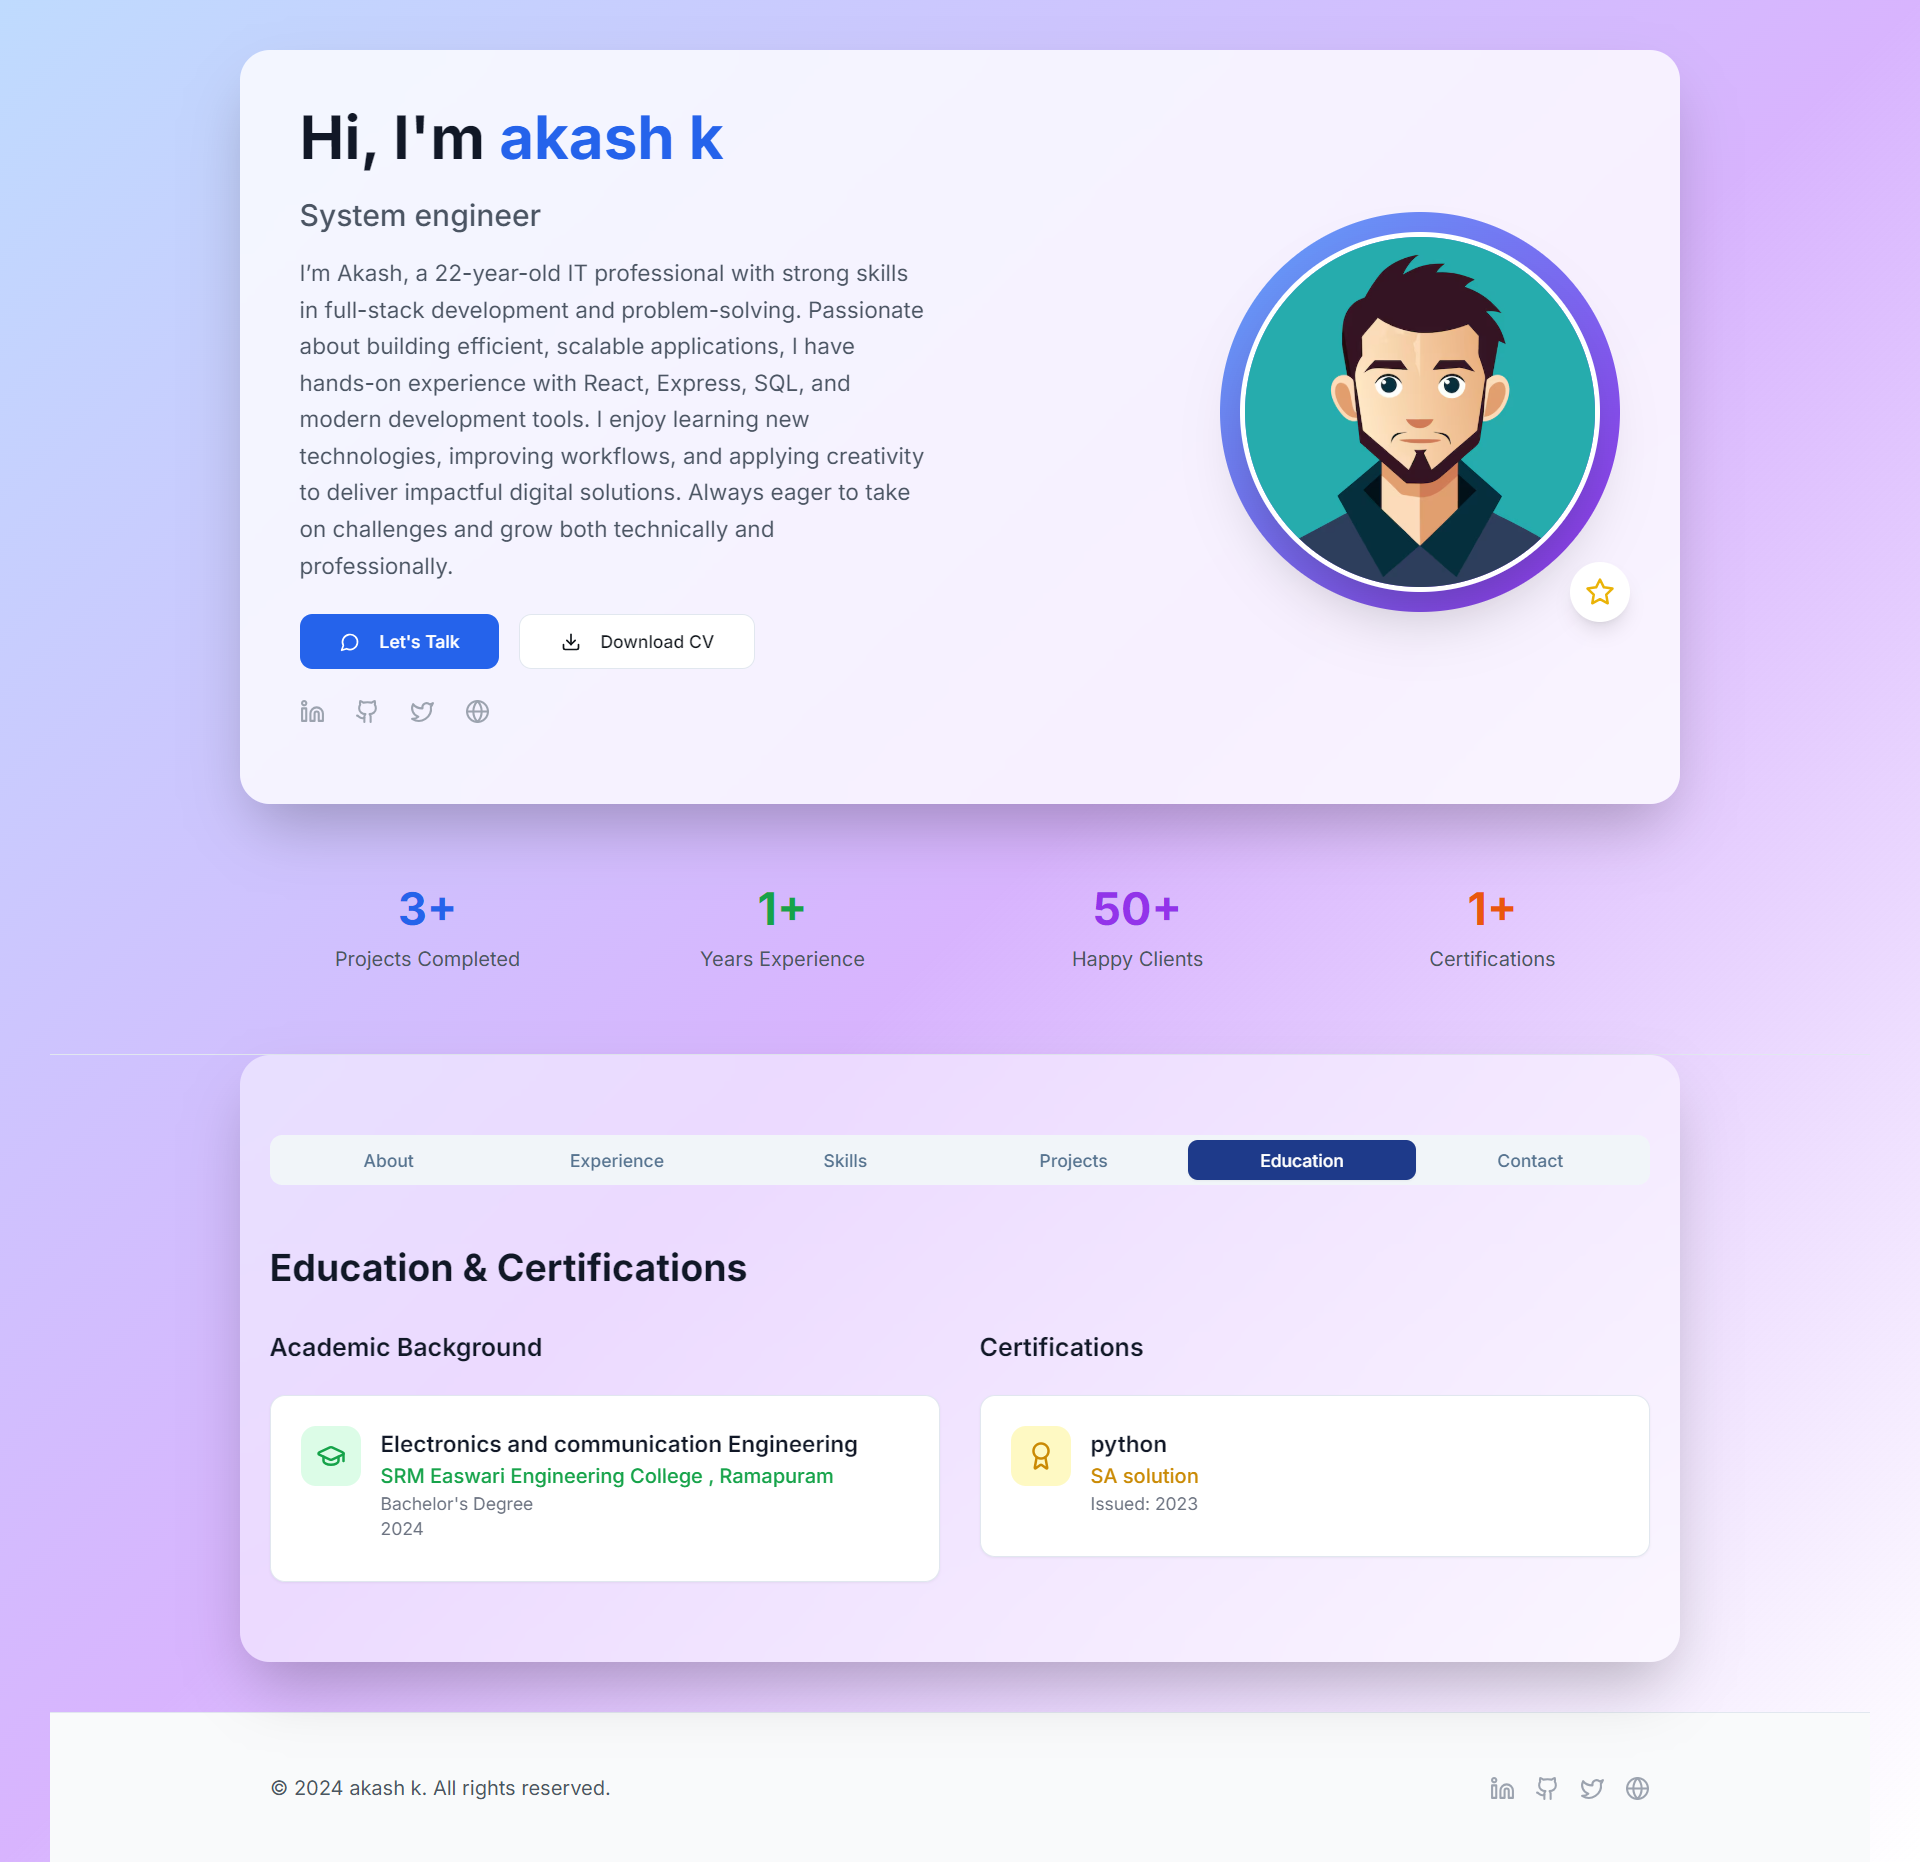 Hi, I'm akash k
System engineer
I’m Akash, a 22-year-old IT professional with strong skills
in full-stack development and problem-solving. Passionate
about building efficient, scalable applications, I have
hands-on experience with React, Express, SQL, and
modern development tools. I enjoy learning new
technologies, improving workflows, and applying creativity
to deliver impactful digital solutions. Always eager to take
on challenges and grow both technically and
professionally.
Let's Talk
Download CV
3+
Projects Completed
1+
Years Experience
50+
Happy Clients
1+
Certifications
About
Experience
Skills
Projects
Education
Contact
Education & Certifications
Academic Background
Electronics and communication Engineering
SRM Easwari Engineering College , Ramapuram
Bachelor's Degree
2024
Certifications
python
SA solution
Issued: 2023
© 2024 akash k. All rights reserved.